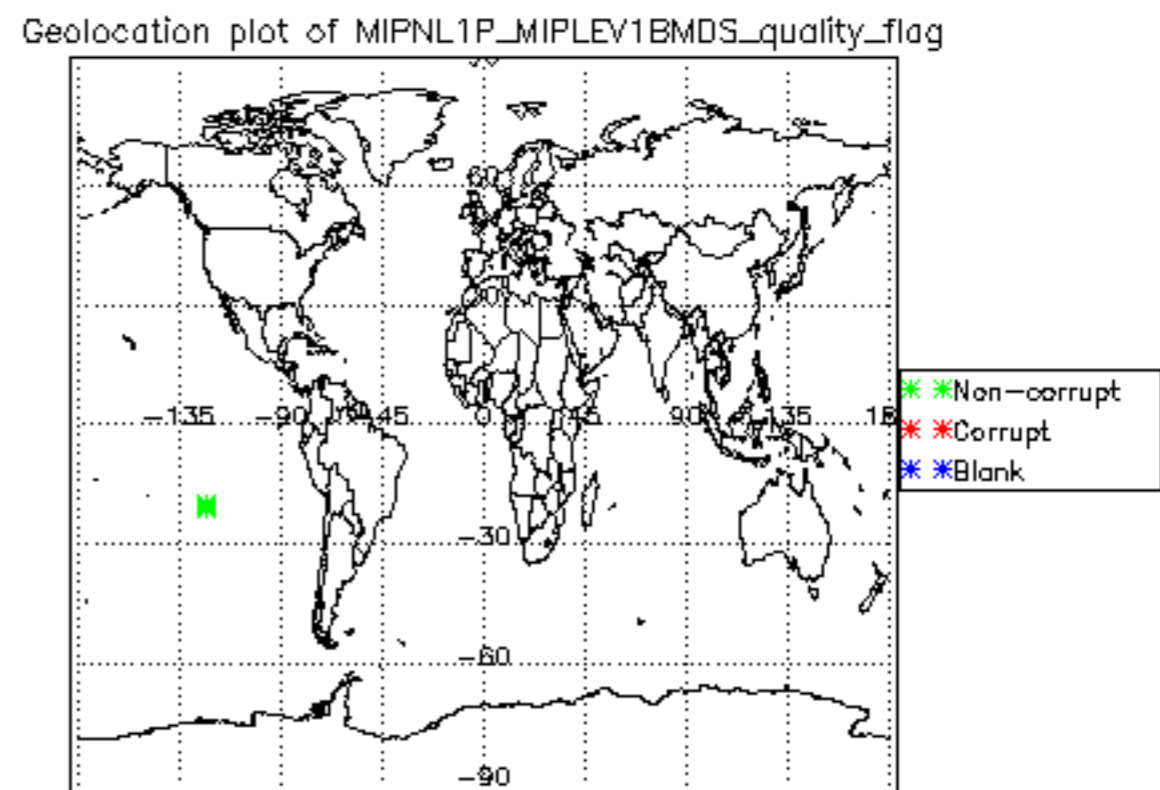 Geolocation plot of MIPNL1P_MIPLEV1BMDS_quality_flag
60
-135 -90 -45 0 45 90 135
Non-corrupt
Corrupt
Blank
-30
-60
-90